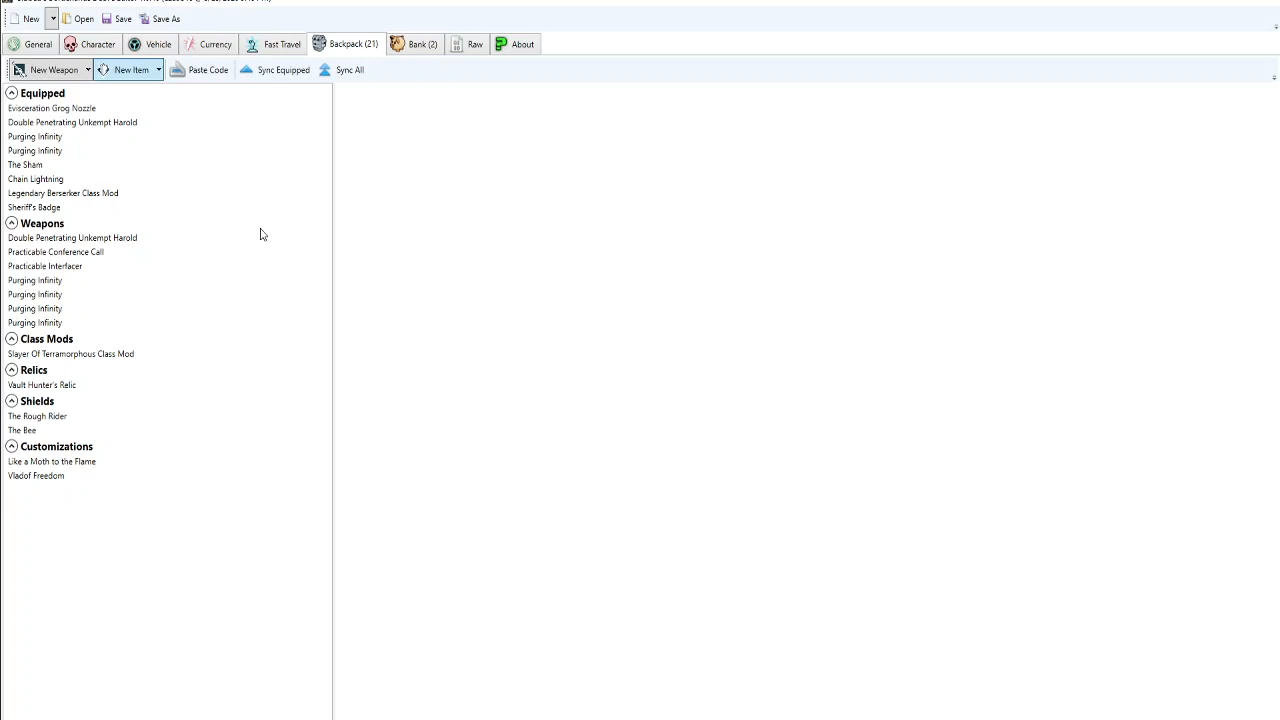 New Open Save Save As
General Character Vehicle Currency Fast Travel Backpack (21) Bank (2) Raw About
New Weapon New Item Paste Code Sync Equipped Sync All
Equipped
Evisceration Grog Nozzle
Double Penetrating Unkempt Harold
Purging Infinity
Purging Infinity
The Sham
Chain Lightning
Legendary Berserker Class Mod
Sheriff's Badge
Weapons
Double Penetrating Unkempt Harold
Practicable Conference Call
Practicable Interfacer
Purging Infinity
Purging Infinity
Purging Infinity
Purging Infinity
Class Mods
Slayer Of Terramorphous Class Mod
Relics
Vault Hunter's Relic
Shields
The Rough Rider
The Bee
Customizations
Like a Moth to the Flame
Vladof Freedom